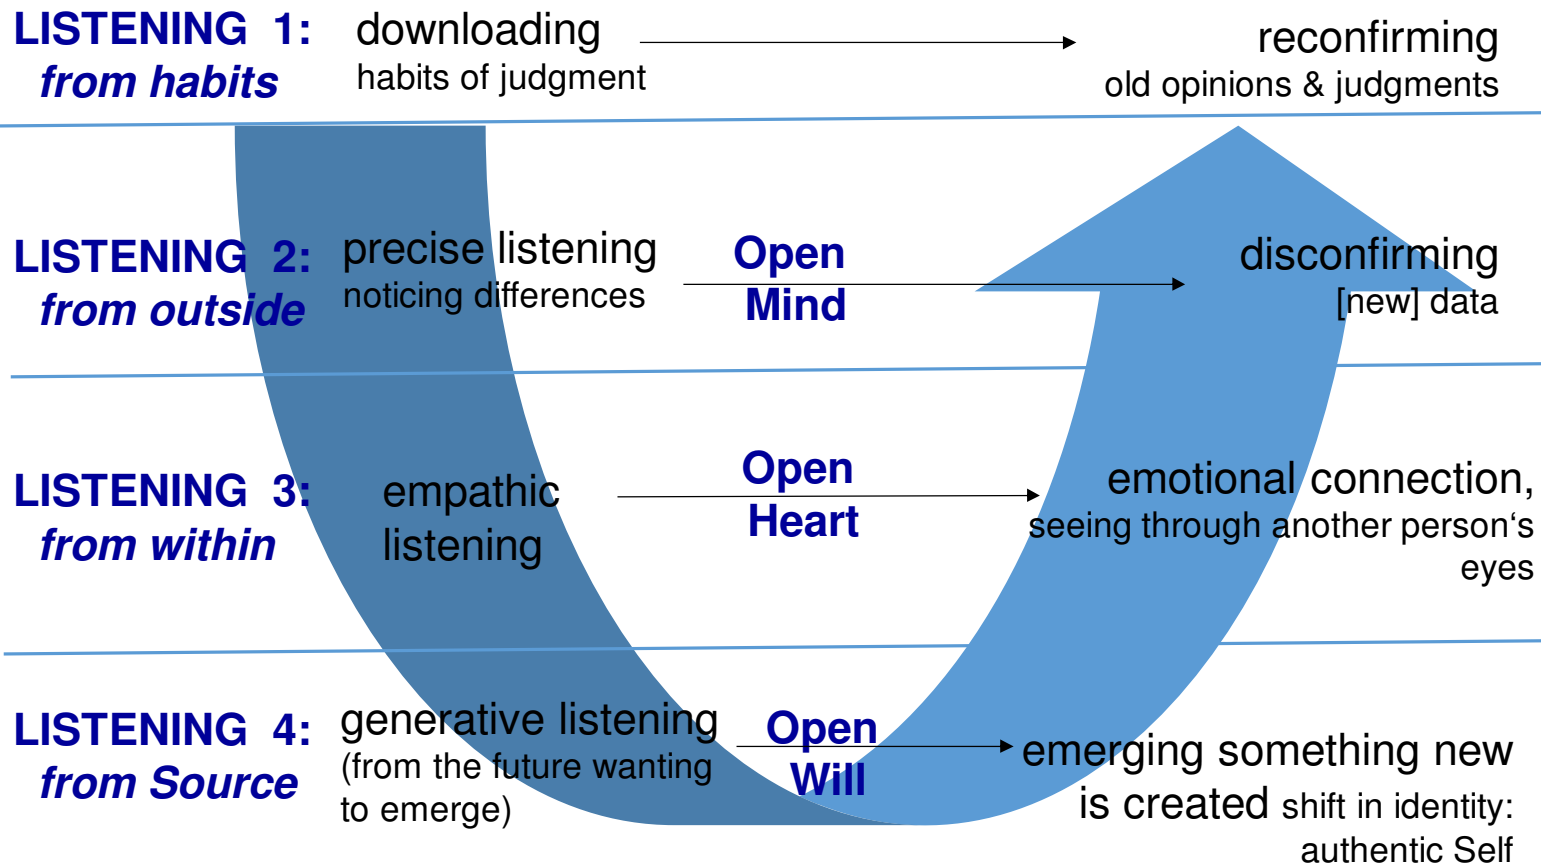 LISTENING 1:
from habits
downloading
habits of judgment
reconfirming
old opinions & judgments
LISTENING 2:
from outside
precise listening
noticing differences
Open
Mind
disconfirming
[new] data
LISTENING 3:
from within
empathic
listening
Open
Heart
emotional connection,
seeing through another person‘s
eyes
LISTENING 4:
from Source
generative listening
(from the future wanting
to emerge)
Open
Will
emerging something new
is created shift in identity:
authentic Self